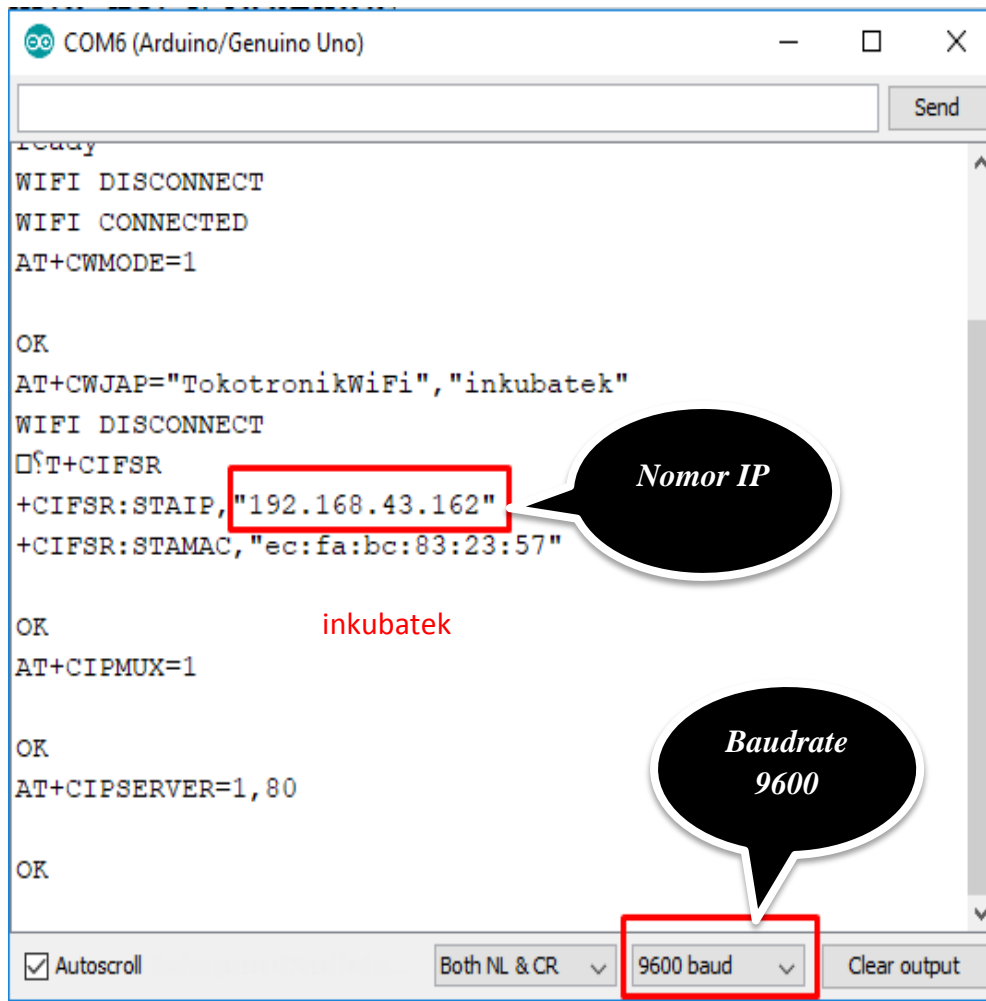 COM6 (Arduino/Genuino Uno)
Send
ready
WIFI DISCONNECT
WIFI CONNECTED
AT+CWMODE=1
OK
AT+CWJAP="TokotronikWiFi","inkubatek"
WIFI DISCONNECT
T+CIFSR
+CIFSR:STAIP,"192.168.43.162"
+CIFSR:STAMAC,"ec:fa:bc:83:23:57"
Nomor IP
OK
inkubatek
AT+CIPMUX=1
OK
AT+CIPSERVER=1,80
OK
Baudrate
9600
Autoscroll
Both NL & CR
9600 baud
Clear output